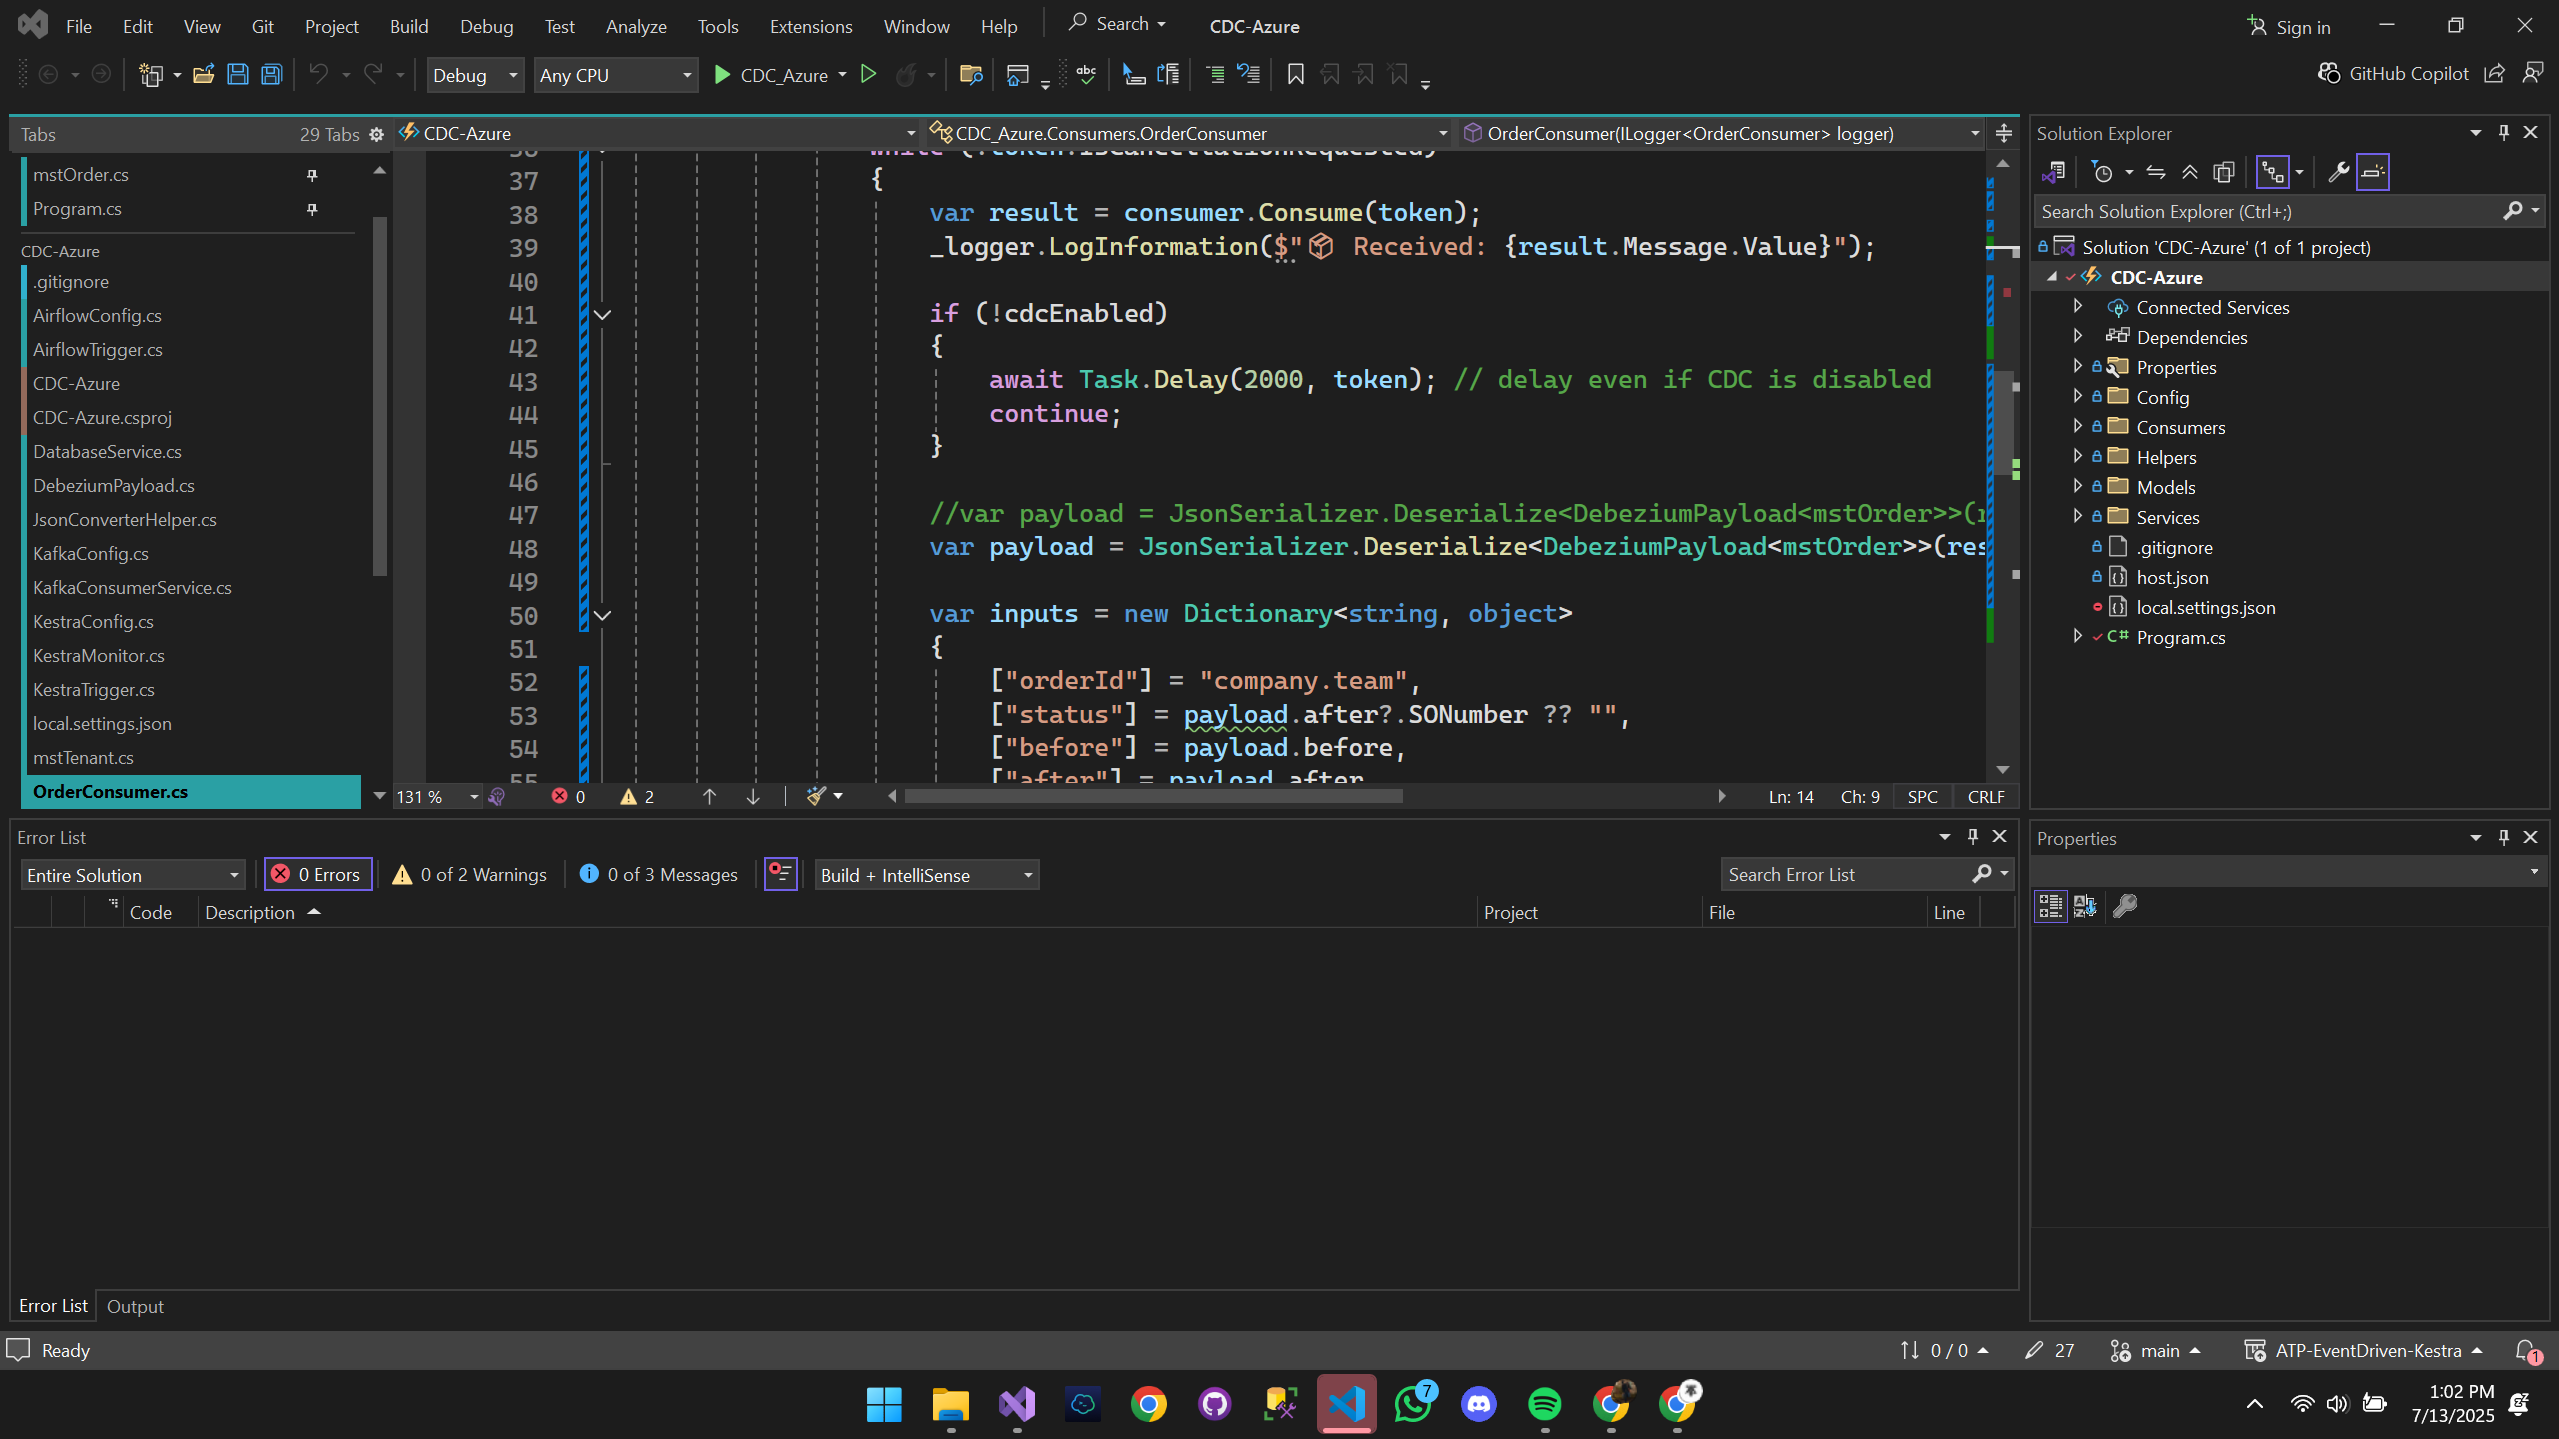 File Edit View Git Project Build Debug Test Analyze Tools Extensions Window Help Search CDC-Azure Sign in
Debug Any CPU CDC_Azure GitHub Copilot
Tabs 29 Tabs
mstOrder.cs
Program.cs
CDC-Azure
.gitignore
AirflowConfig.cs
AirflowTrigger.cs
CDC-Azure
CDC-Azure.csproj
DatabaseService.cs
DebeziumPayload.cs
JsonConverterHelper.cs
KafkaConfig.cs
KafkaConsumerService.cs
KestraConfig.cs
KestraMonitor.cs
KestraTrigger.cs
local.settings.json
mstTenant.cs
OrderConsumer.cs
CDC-Azure CDC_Azure.Consumers.OrderConsumer OrderConsumer(ILogger<OrderConsumer> logger)
36 while (!token.IsCancellationRequested)
37 {
38 var result = consumer.Consume(token);
39 _logger.LogInformation($"📦 Received: {result.Message.Value}");
40
41 if (!cdcEnabled)
42 {
43 await Task.Delay(2000, token); // delay even if CDC is disabled
44 continue;
45 }
46
47 //var payload = JsonSerializer.Deserialize<DebeziumPayload<mstOrder>>(r
48 var payload = JsonSerializer.Deserialize<DebeziumPayload<mstOrder>>(res
49
50 var inputs = new Dictionary<string, object>
51 {
52 ["orderId"] = "company.team",
53 ["status"] = payload.after?.SONumber ?? "",
54 ["before"] = payload.before,
55 ["after"] = payload.after
131 % 0 2 Ln: 14 Ch: 9 SPC CRLF
Solution Explorer
Search Solution Explorer (Ctrl+;)
Solution 'CDC-Azure' (1 of 1 project)
CDC-Azure
Connected Services
Dependencies
Properties
Config
Consumers
Helpers
Models
Services
.gitignore
host.json
local.settings.json
C# Program.cs
Error List
Entire Solution 0 Errors 0 of 2 Warnings 0 of 3 Messages Build + IntelliSense Search Error List
Code Description Project File Line
Error List Output
Properties
Ready 0 / 0 27 main ATP-EventDriven-Kestra 1
7
1:02 PM
7/13/2025